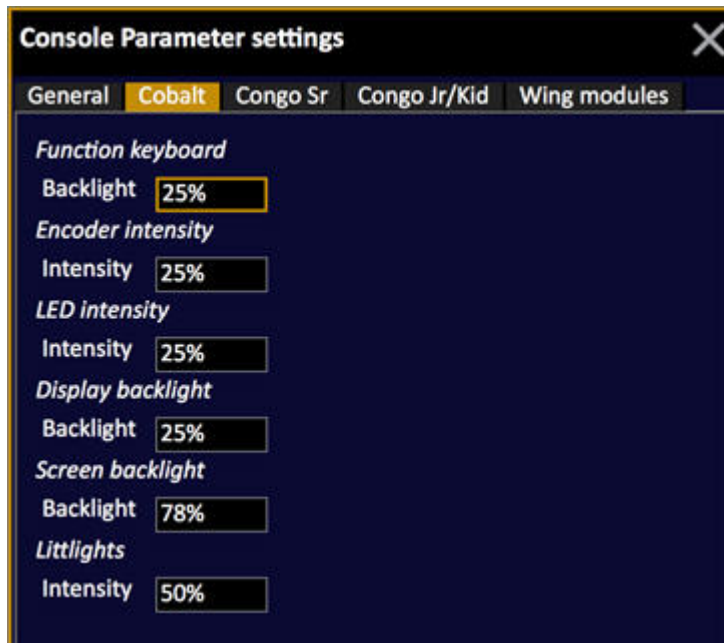 Console Parameter settings
General Cobalt Congo Sr Congo Jr/Kid Wing modules
Function keyboard
Backlight 25%
Encoder intensity
Intensity 25%
LED intensity
Intensity 25%
Display backlight
Backlight 25%
Screen backlight
Backlight 78%
Littlights
Intensity 50%